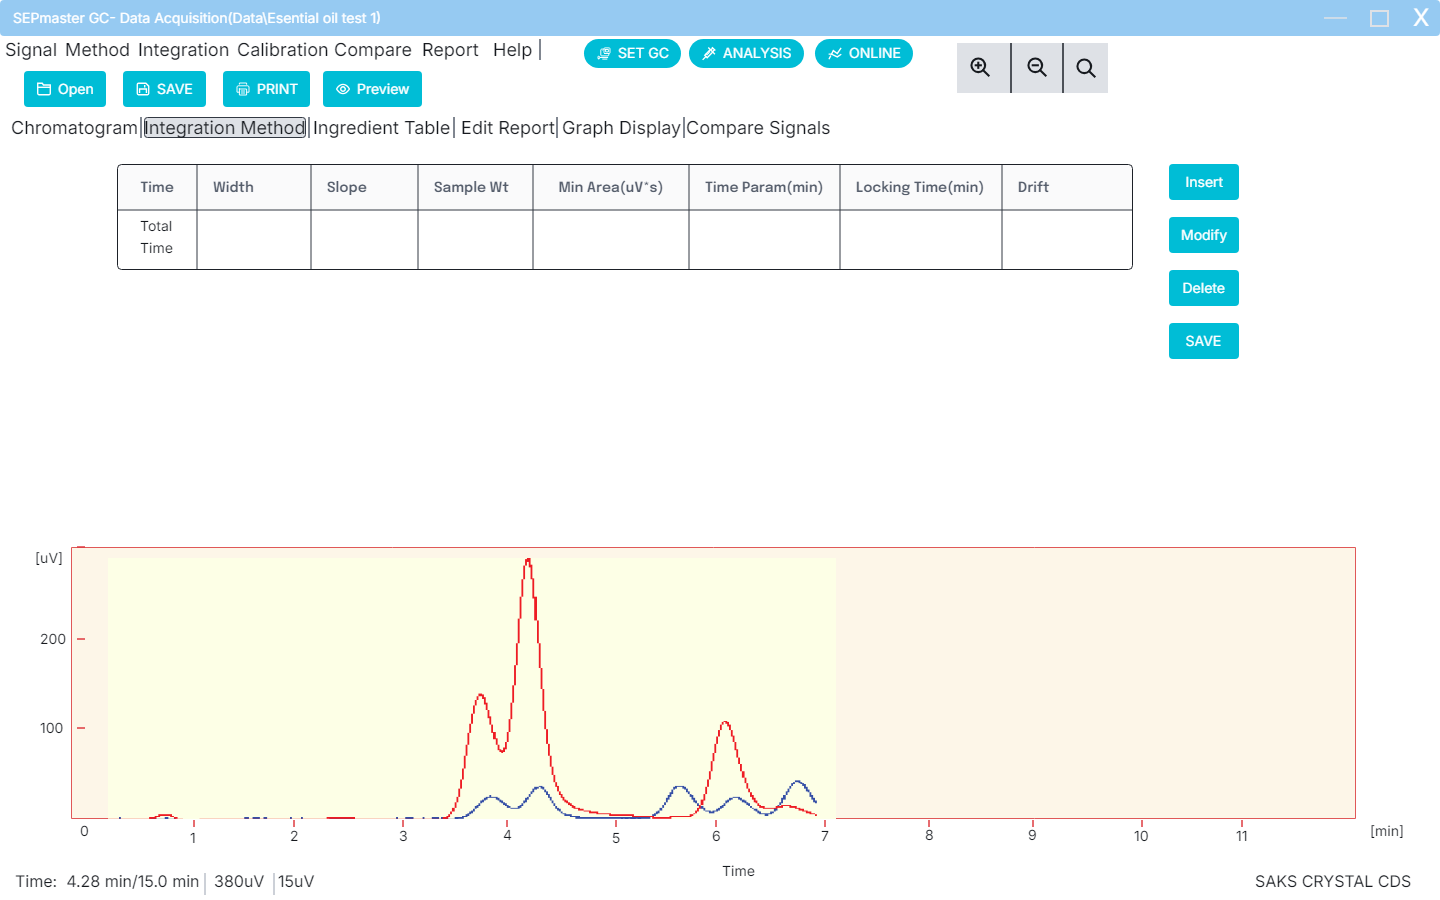 SEPmaster GC- Data Acquisition(Data\Esential oil test 1) X
Signal Method Integration Calibration Compare Report Help | SET GC ANALYSIS ONLINE
Open SAVE PRINT Preview
Chromatogram|Integration Method|Ingredient Table| Edit Report|Graph Display|Compare Signals
Time Width Slope Sample Wt Min Area(uV*s) Time Param(min) Locking Time(min) Drift
Total
Time
Insert
Modify
Delete
SAVE
[uV]
200
100
0 1 2 3 4 5 6 7 8 9 10 11 [min]
Time
Time: 4.28 min/15.0 min | 380uV | 15uV
SAKS CRYSTAL CDS